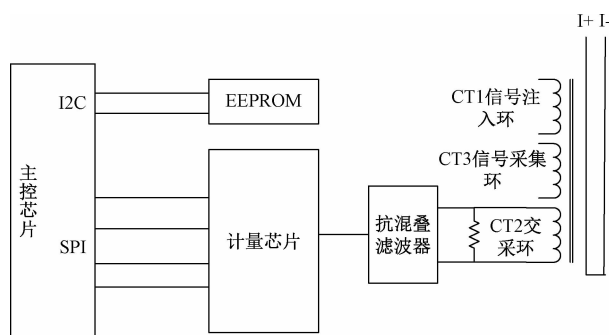 I+ I-
I2C
EEPROM
CT1信号注
入环
CT3信号采集
环
主控芯片
SPI
计量芯片
抗混叠
滤波器
CT2交
采环